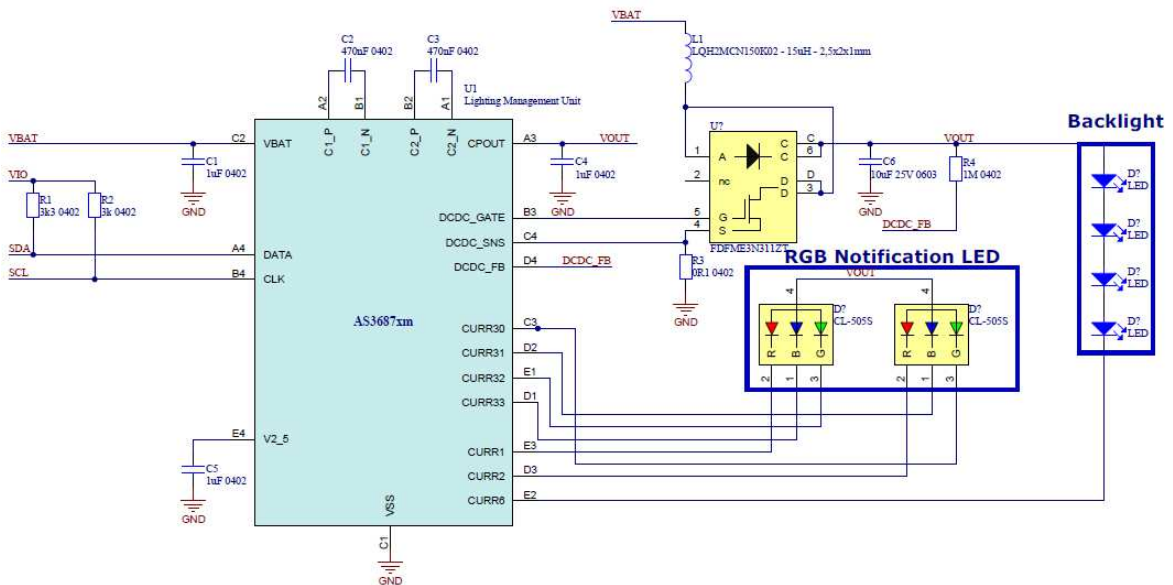 VBAT
L1
LQH2MCN150K02 - 15uH - 2,5x2x1mm
C2
470nF 0402
C3
470nF 0402
A2
B1
B2
A1
U1
Lighting Management Unit
C1_P
C1_N
C2_P
C2_N
VBAT
C2
VBAT
CPOUT
A3
VOUT
C1
1uF 0402
GND
C4
1uF 0402
GND
U?
1
A
C
C
C
6
2
nc
D
D
D
3
5
G
4
S
FDFME3N311ZT
VOUT
C6
10uF 25V 0603
GND
R4
1M 0402
DCDC_FB
Backlight
D?
LED
D?
LED
D?
LED
D?
LED
VIO
R1
3k3 0402
R2
3k 0402
SDA
A4
DATA
SCL
B4
CLK
DCDC_GATE
B3
DCDC_SNS
C4
DCDC_FB
D4
DCDC_FB
R3
0R1 0402
GND
RGB Notification LED
VOUT
4
4
D?
CL-505S
D?
CL-505S
R
B
G
R
B
G
2
1
3
2
1
3
AS3687xm
CURR30
C3
CURR31
D2
CURR32
E1
CURR33
D1
CURR1
E3
CURR2
D3
CURR6
E2
E4
V2_5
C5
1uF 0402
GND
VSS
C1
GND